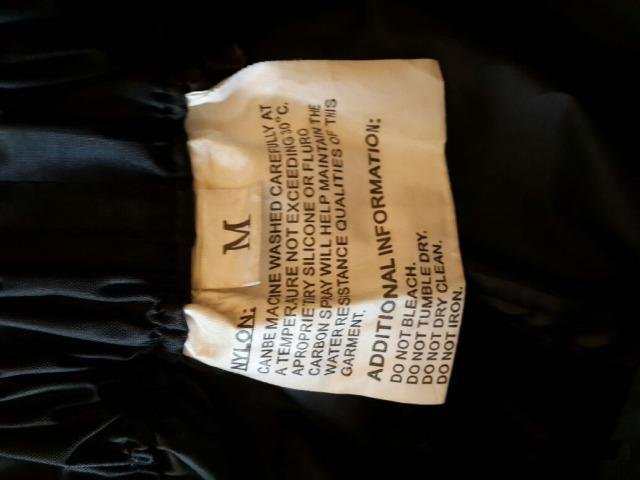 M
NYLON:
CANBE MACINE WASHED CAREFULLY AT
A TEMPERAURE NOT EXCEEDING 30°C.
APROPRIETIRY SILICONE OR FLURO
CARBON SPRAY WILL HELP MAINTAIN THE
WATER RESISTANCE QUALITIES OF THIS
GARMENT.
ADDITIONAL INFORMATION:
DO NOT BLEACH.
DO NOT TUMBLE DRY.
DO NOT DRY CLEAN.
DO NOT IRON.